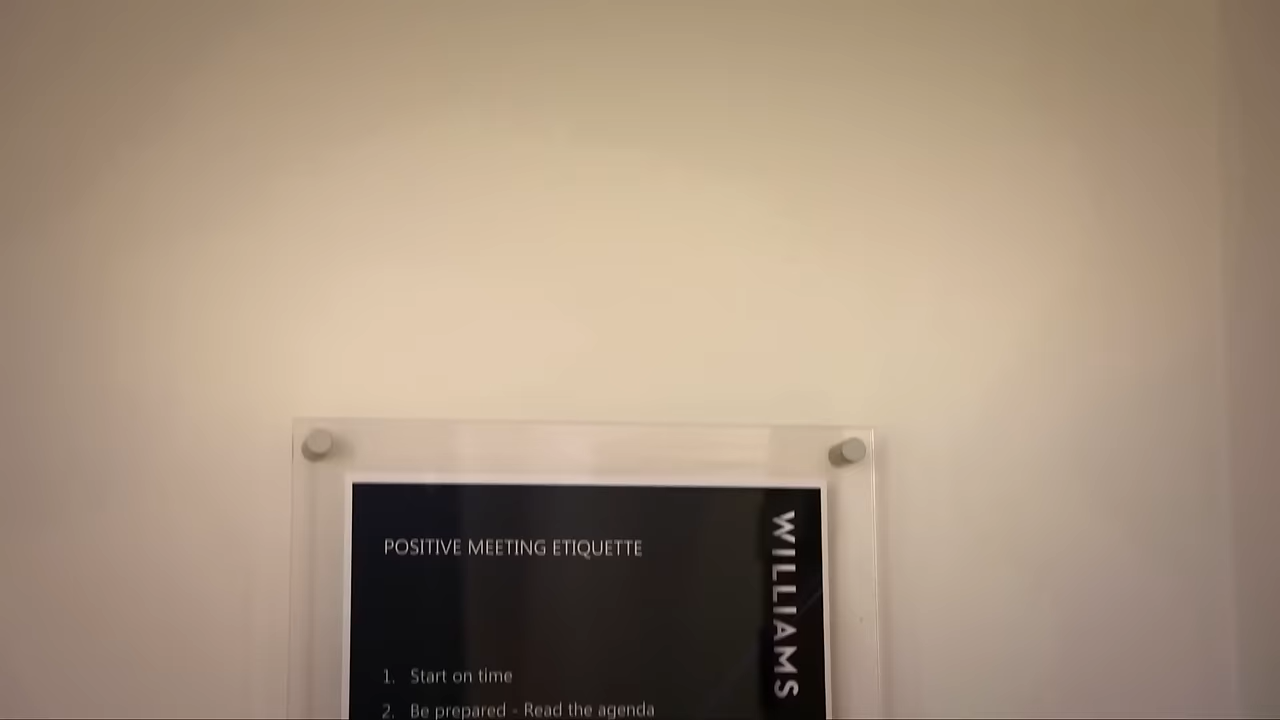 POSITIVE MEETING ETIQUETTE
WILLIAMS
1. Start on time
2. Be prepared - Read the agenda